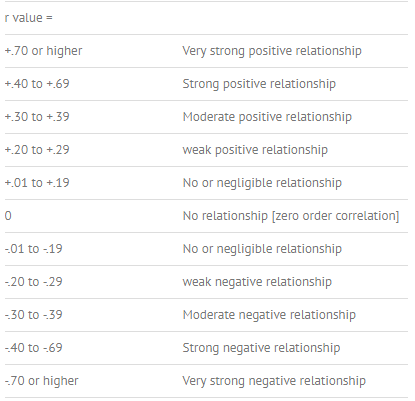 r value =
+.70 or higher Very strong positive relationship
+.40 to +.69 Strong positive relationship
+.30 to +.39 Moderate positive relationship
+.20 to +.29 weak positive relationship
+.01 to +.19 No or negligible relationship
0 No relationship [zero order correlation]
-.01 to -.19 No or negligible relationship
-.20 to -.29 weak negative relationship
-.30 to -.39 Moderate negative relationship
-.40 to -.69 Strong negative relationship
-.70 or higher Very strong negative relationship